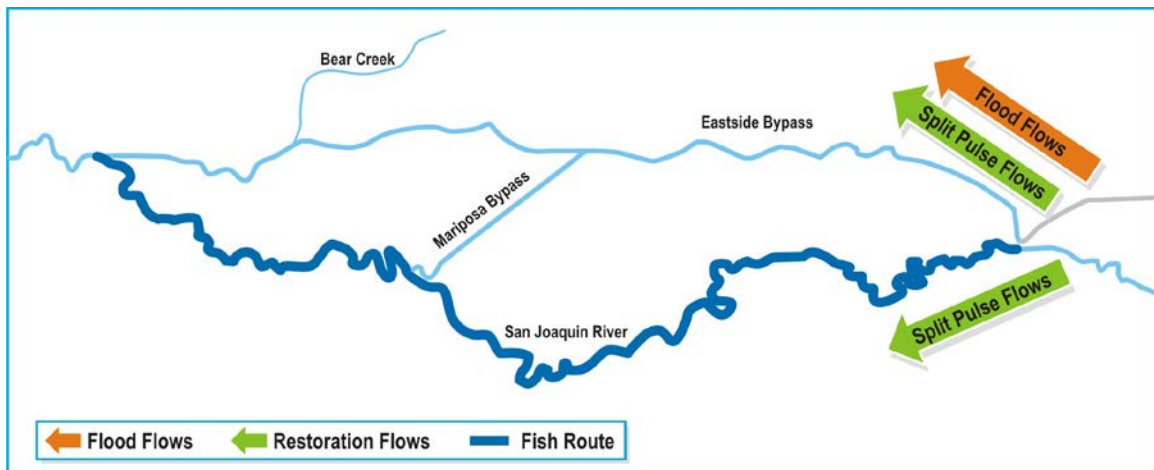 Bear Creek
Eastside Bypass
Flood Flows
Split Pulse Flows
Mariposa Bypass
San Joaquin River
Split Pulse Flows
Flood Flows
Restoration Flows
Fish Route